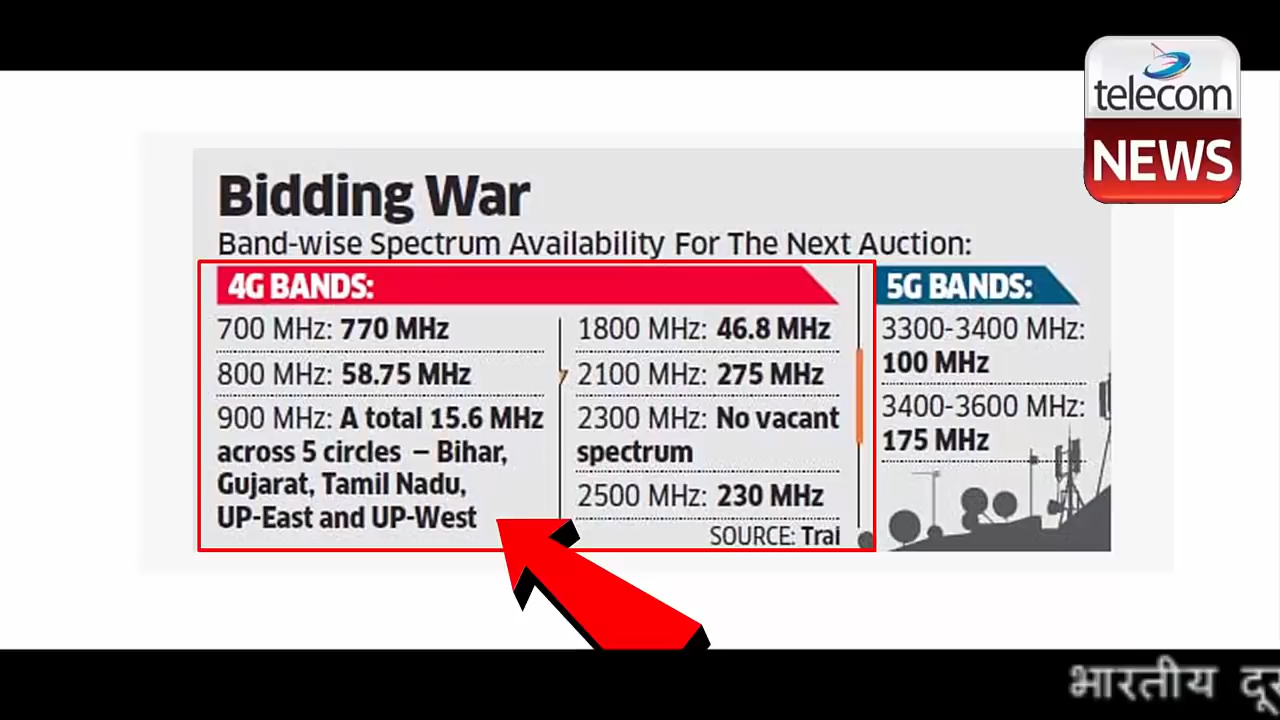 telecom
NEWS
Bidding War
Band-wise Spectrum Availability For The Next Auction:
4G BANDS:
700 MHz: 770 MHz
800 MHz: 58.75 MHz
900 MHz: A total 15.6 MHz
across 5 circles – Bihar,
Gujarat, Tamil Nadu,
UP-East and UP-West
1800 MHz: 46.8 MHz
2100 MHz: 275 MHz
2300 MHz: No vacant
spectrum
2500 MHz: 230 MHz
SOURCE: Trai
5G BANDS:
3300-3400 MHz:
100 MHz
3400-3600 MHz:
175 MHz
भारतीय